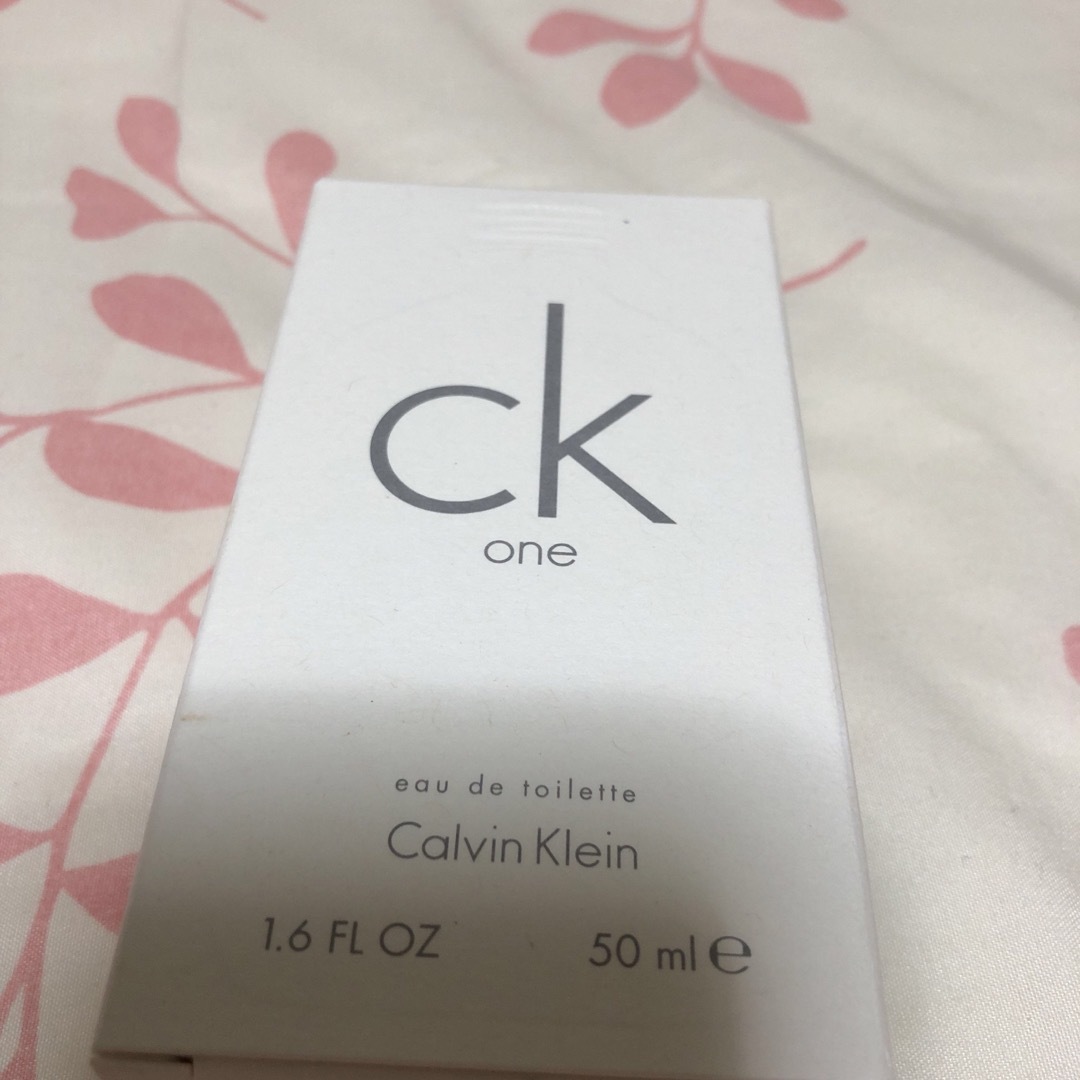 ck
one
eau de toilette
Calvin Klein
1.6 FL OZ 50 ml ℮